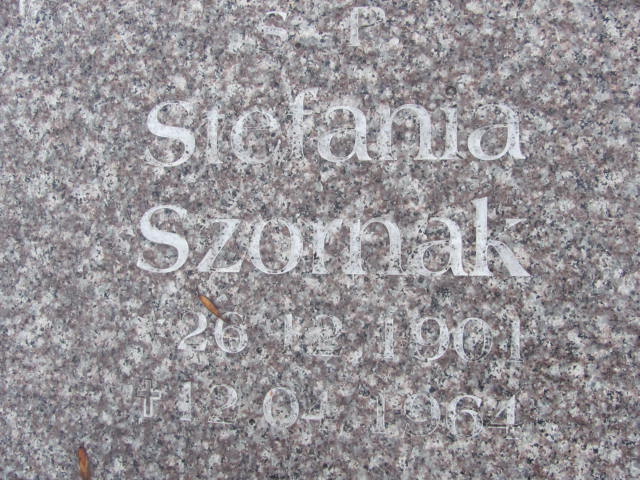 S P
Stefania
Szornak
26 12 1901
✝ 12 04 1964